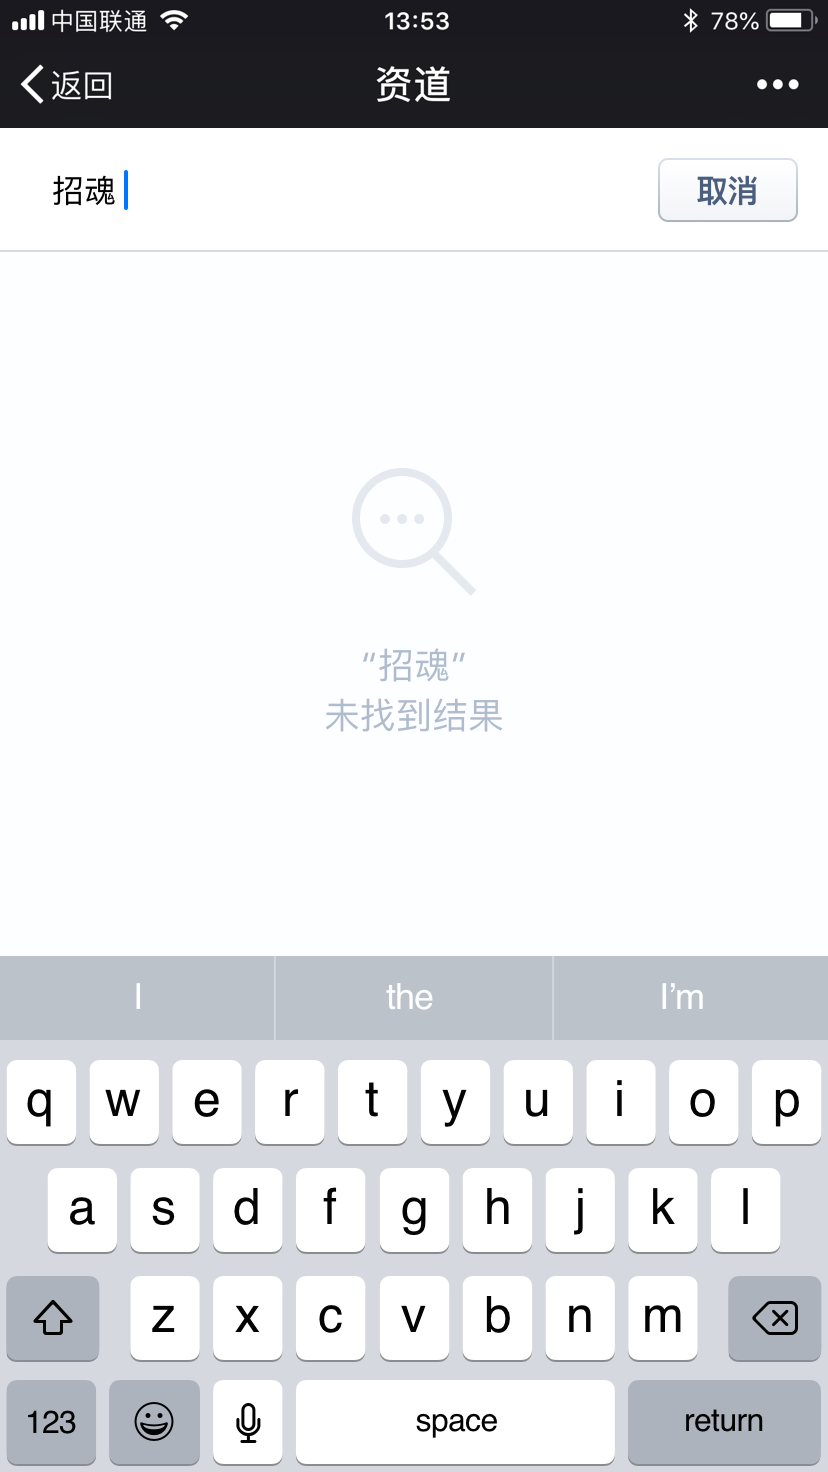 中国联通 13:53 78%
返回 资道
招魂 取消
“招魂”
未找到结果
I the I’m
q w e r t y u i o p
a s d f g h j k l
z x c v b n m
123 space return